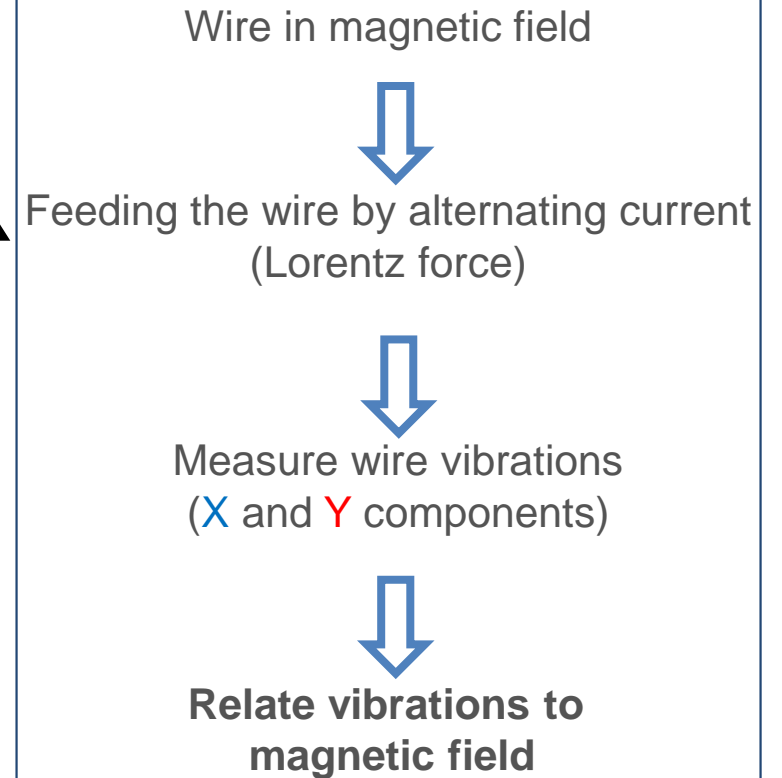 Wire in magnetic field
Feeding the wire by alternating current
(Lorentz force)
Measure wire vibrations
(X and Y components)
Relate vibrations to
magnetic field